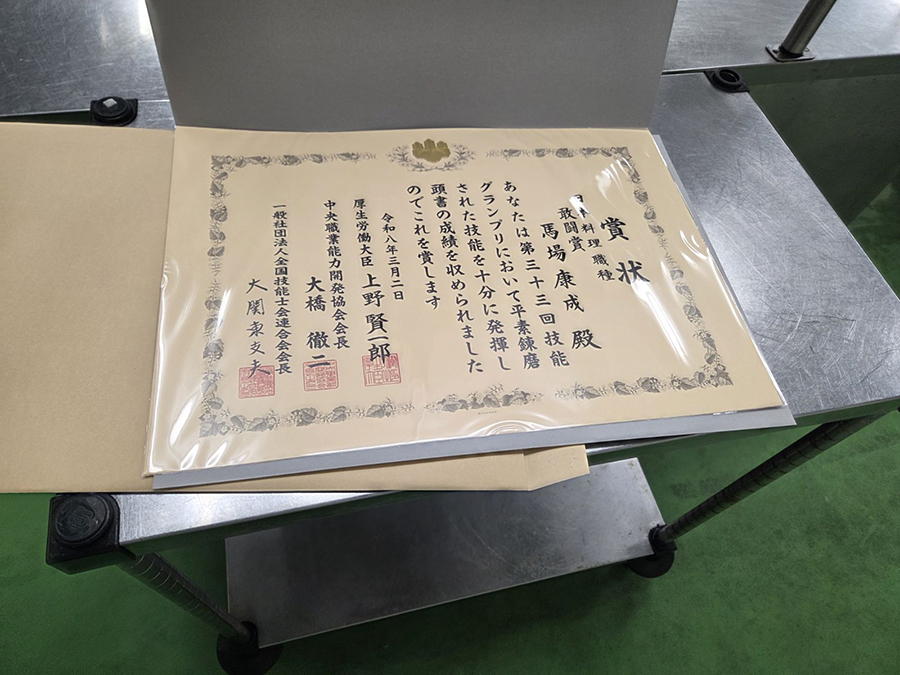 賞状
日本料理職種
敢闘賞
馬場康成殿
あなたは第三十三回技能
グランプリにおいて平素錬磨
された技能を十分に発揮し
頭書の成績を収められました
のでこれを賞します
令和八年三月二日
厚生労働大臣 上野賢一郎
中央職業能力開発協会会長
大橋徹二
一般社団法人全国技能士会連合会会長
大関東支夫